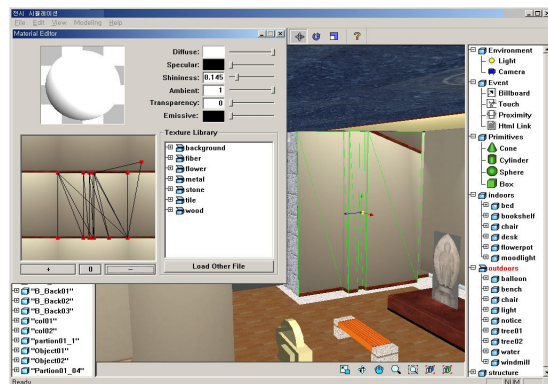 전시 시뮬레이션
File Edit View Modeling Help
Material Editor
Diffuse:
Specular:
Shininess: 0.145
Ambient: 1
Transparency: 0
Emissive:
Texture Library
background
fiber
flower
metal
stone
tile
wood
+ 0 -
Load Other File
"B_Back01"
"B_Back02"
"B_Back03"
"col01"
"col02"
"partion01_1"
"Object01"
"Object02"
"Partion01_04"
Environment
Light
Camera
Event
Billboard
Touch
Proximity
Html Link
Primitives
Cone
Cylinder
Sphere
Box
indoors
bed
bookshelf
chair
desk
flowerpot
moodlight
outdoors
balloon
bench
chair
light
notice
tree01
tree02
water
windmill
structure
Ready
NUM